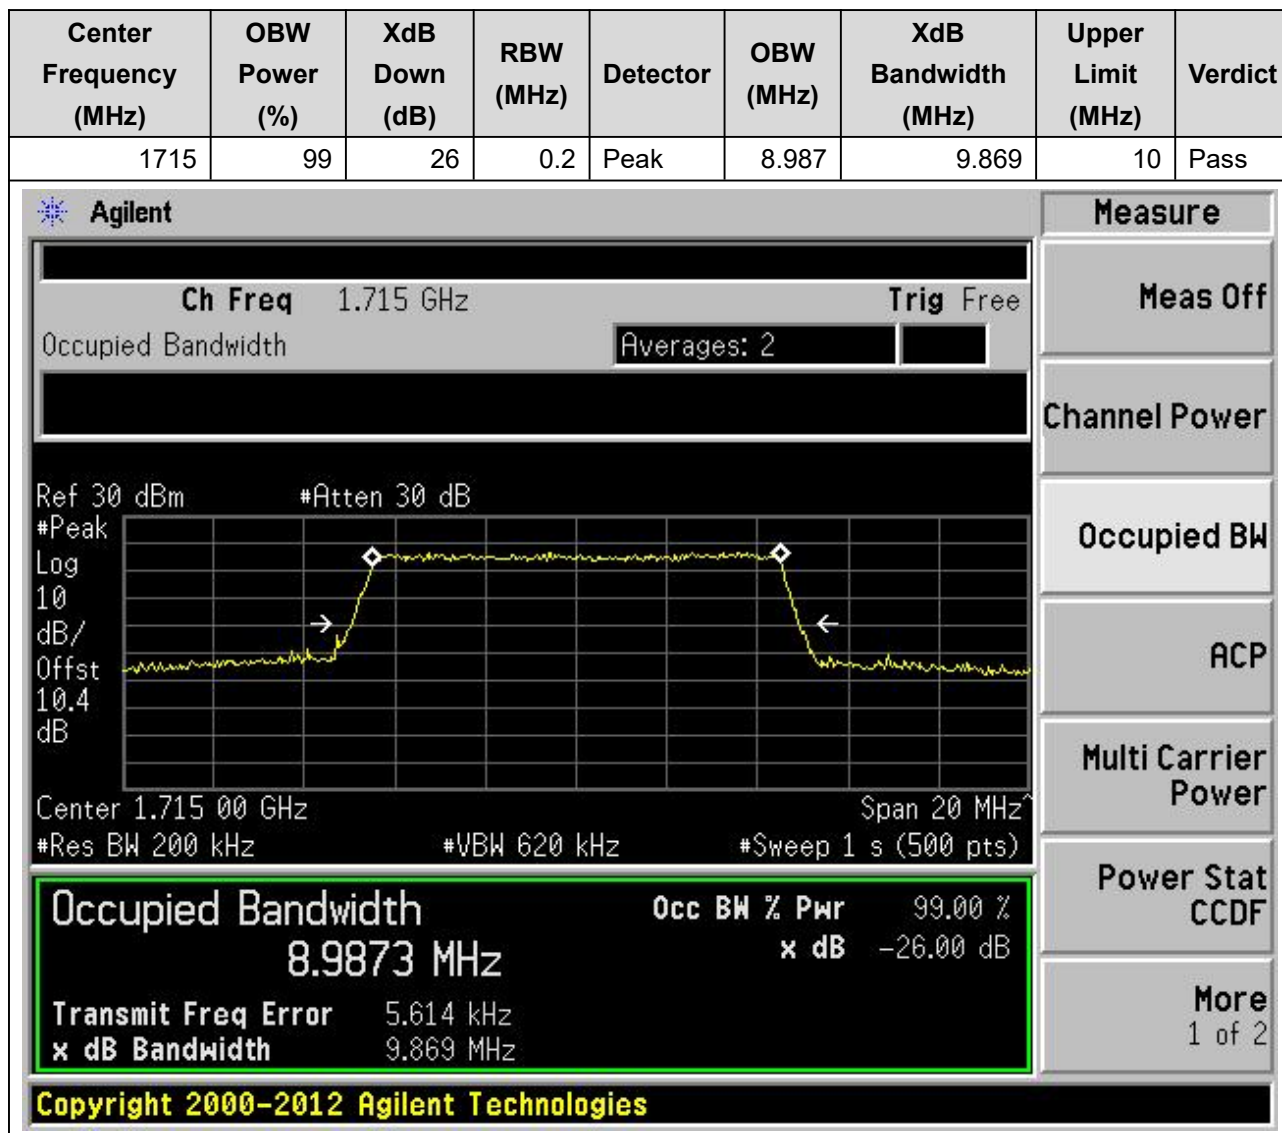 Center Frequency (MHz) OBW Power (%) XdB Down (dB) RBW (MHz) Detector OBW (MHz) XdB Bandwidth (MHz) Upper Limit (MHz) Verdict
1715 99 26 0.2 Peak 8.987 9.869 10 Pass
Agilent
Measure
Ch Freq 1.715 GHz Trig Free
Meas Off
Occupied Bandwidth Averages: 2
Channel Power
Ref 30 dBm #Atten 30 dB
#Peak
Log
10
dB/
Offst
10.4
dB
Occupied BW
ACP
Multi Carrier
Power
Center 1.715 00 GHz Span 20 MHz^
#Res BW 200 kHz #VBW 620 kHz #Sweep 1 s (500 pts)
Power Stat
CCDF
Occupied Bandwidth Occ BW % Pwr 99.00 %
8.9873 MHz x dB -26.00 dB
More
1 of 2
Transmit Freq Error 5.614 kHz
x dB Bandwidth 9.869 MHz
Copyright 2000-2012 Agilent Technologies